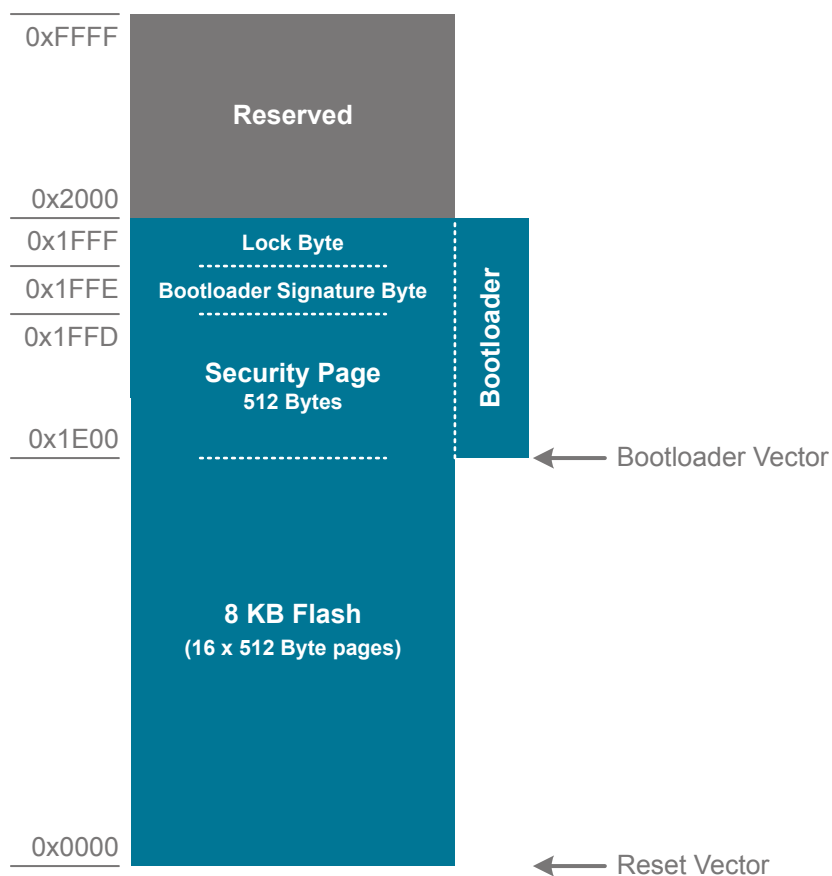 0xFFFF
Reserved
0x2000
0x1FFF
Lock Byte
0x1FFE
Bootloader Signature Byte
0x1FFD
Security Page
512 Bytes
Bootloader
0x1E00
Bootloader Vector
8 KB Flash
(16 x 512 Byte pages)
0x0000
Reset Vector